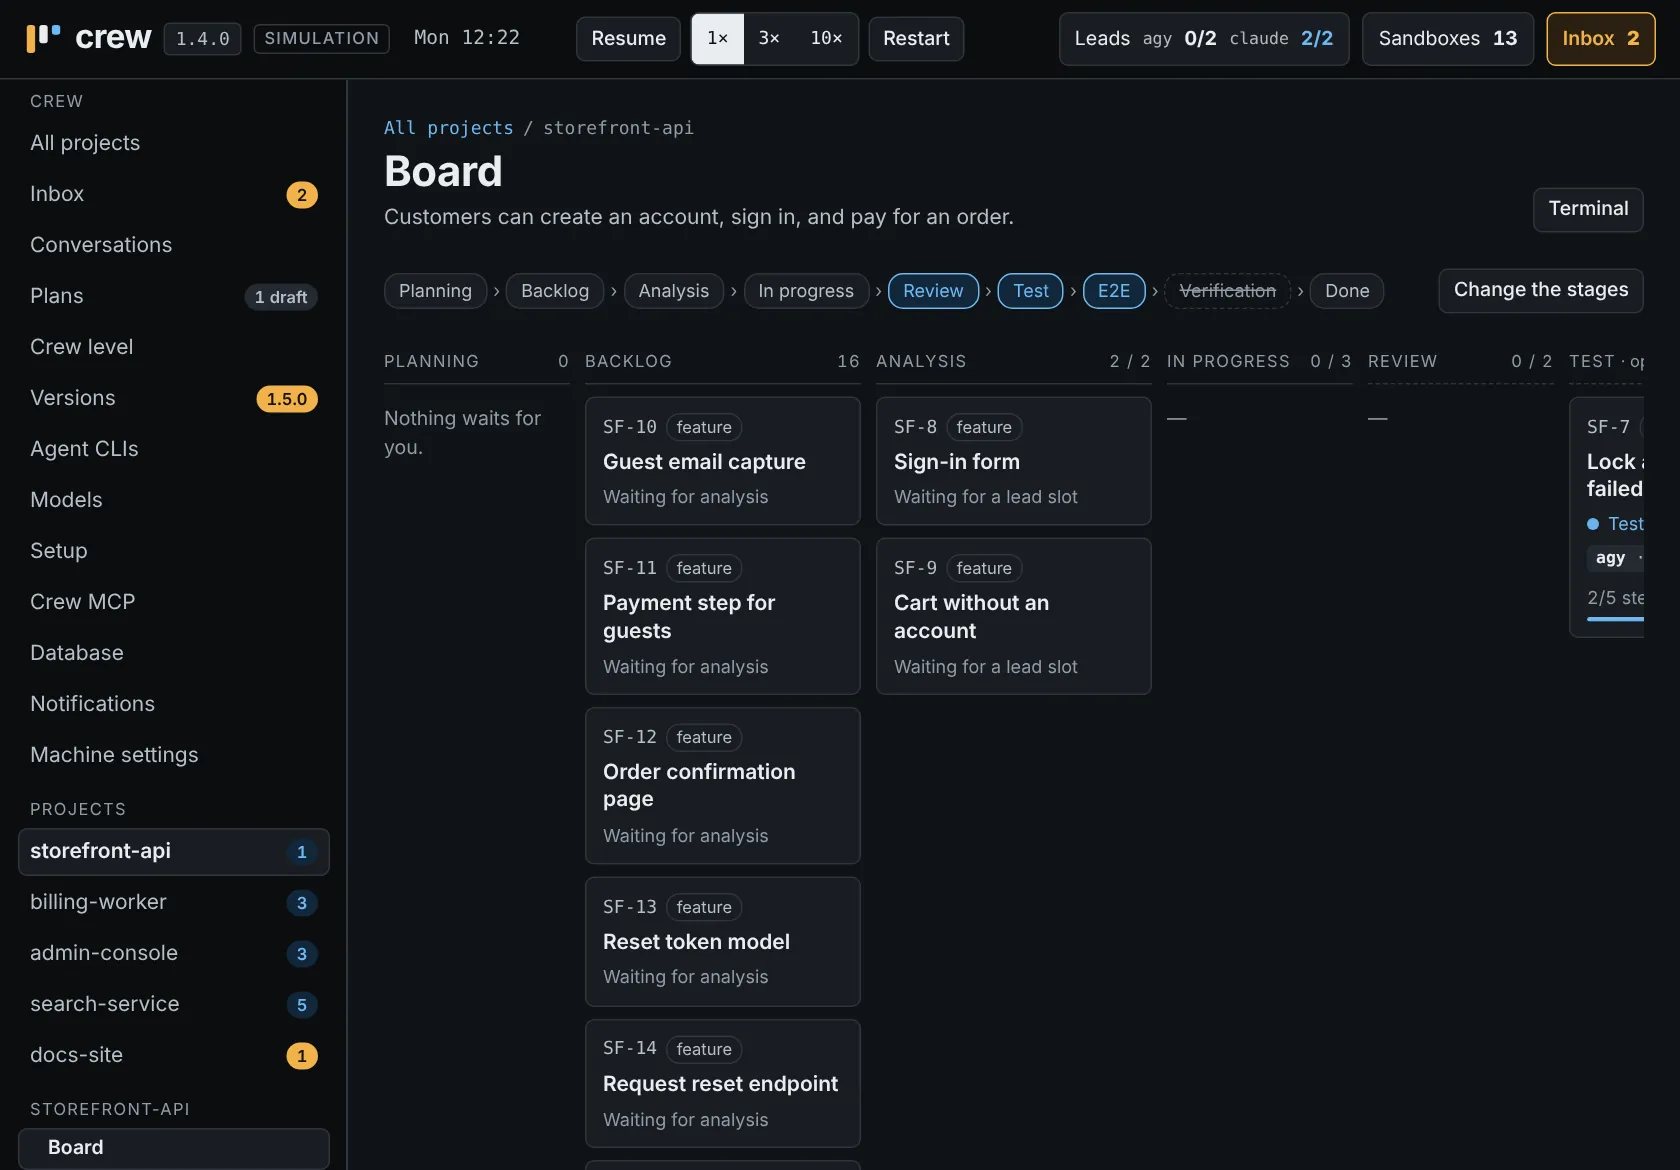 crew 1.4.0 SIMULATION Mon 12:22 Resume 1× 3× 10× Restart Leads agy 0/2 claude 2/2 Sandboxes 13 Inbox 2
CREW
All projects
Inbox 2
Conversations
Plans 1 draft
Crew level
Versions 1.5.0
Agent CLIs
Models
Setup
Crew MCP
Database
Notifications
Machine settings
PROJECTS
storefront-api 1
billing-worker 3
admin-console 3
search-service 5
docs-site 1
STOREFRONT-API
Board
All projects / storefront-api
Board
Customers can create an account, sign in, and pay for an order.
Terminal
Planning › Backlog › Analysis › In progress › Review › Test › E2E › Verification › Done
Change the stages
PLANNING 0
Nothing waits for
you.
BACKLOG 16
SF-10 feature
Guest email capture
Waiting for analysis
SF-11 feature
Payment step for
guests
Waiting for analysis
SF-12 feature
Order confirmation
page
Waiting for analysis
SF-13 feature
Reset token model
Waiting for analysis
SF-14 feature
Request reset endpoint
Waiting for analysis
ANALYSIS 2 / 2
SF-8 feature
Sign-in form
Waiting for a lead slot
SF-9 feature
Cart without an
account
Waiting for a lead slot
IN PROGRESS 0 / 3
—
REVIEW 0 / 2
—
TEST ·
SF-7
Lock
failed
Test
agy ·
2/5